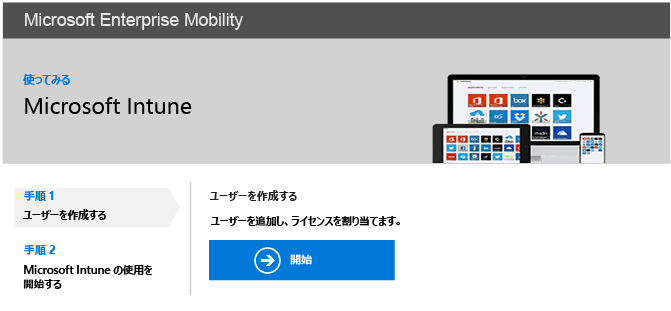 Microsoft Enterprise Mobility
使ってみる
Microsoft Intune
手順 1
ユーザーを作成する
手順 2
Microsoft Intune の使用を
開始する
ユーザーを作成する
ユーザーを追加し、ライセンスを割り当てます。
開始
box